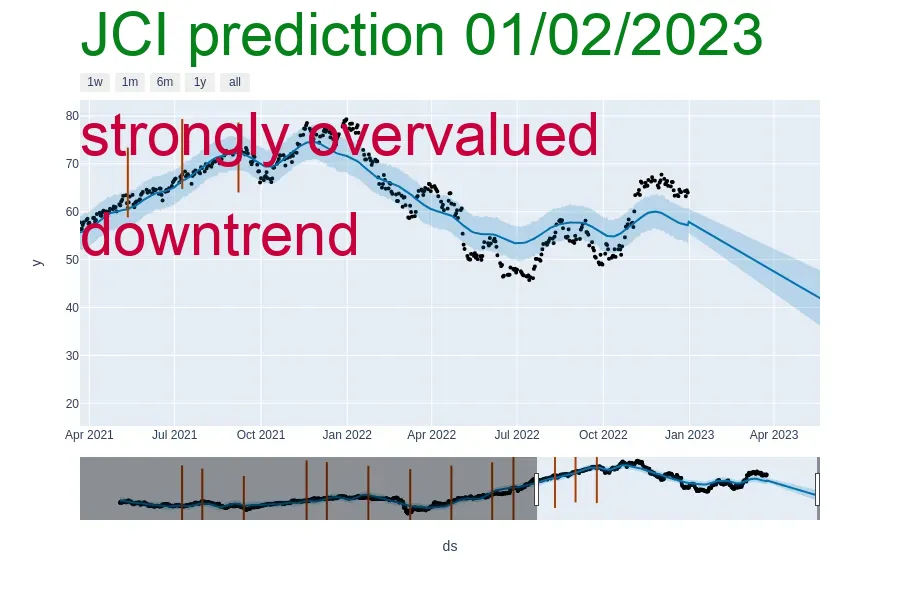 JCI prediction 01/02/2023
1w 1m 6m 1y all
strongly overvalued
downtrend
80
70
60
50
40
30
20
y
Apr 2021 Jul 2021 Oct 2021 Jan 2022 Apr 2022 Jul 2022 Oct 2022 Jan 2023 Apr 2023
ds